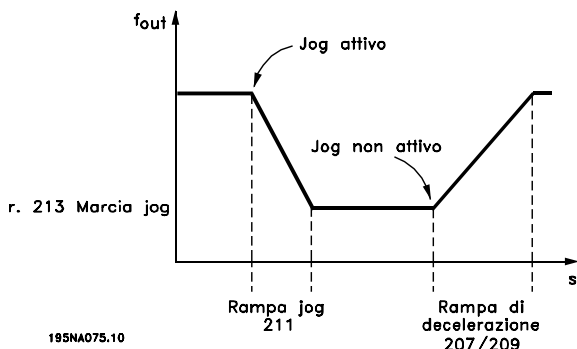 fout
Jog attivo
Jog non attivo
r. 213 Marcia jog
s
Rampa jog
211
Rampa di
decelerazione
207/209
195NA075.10